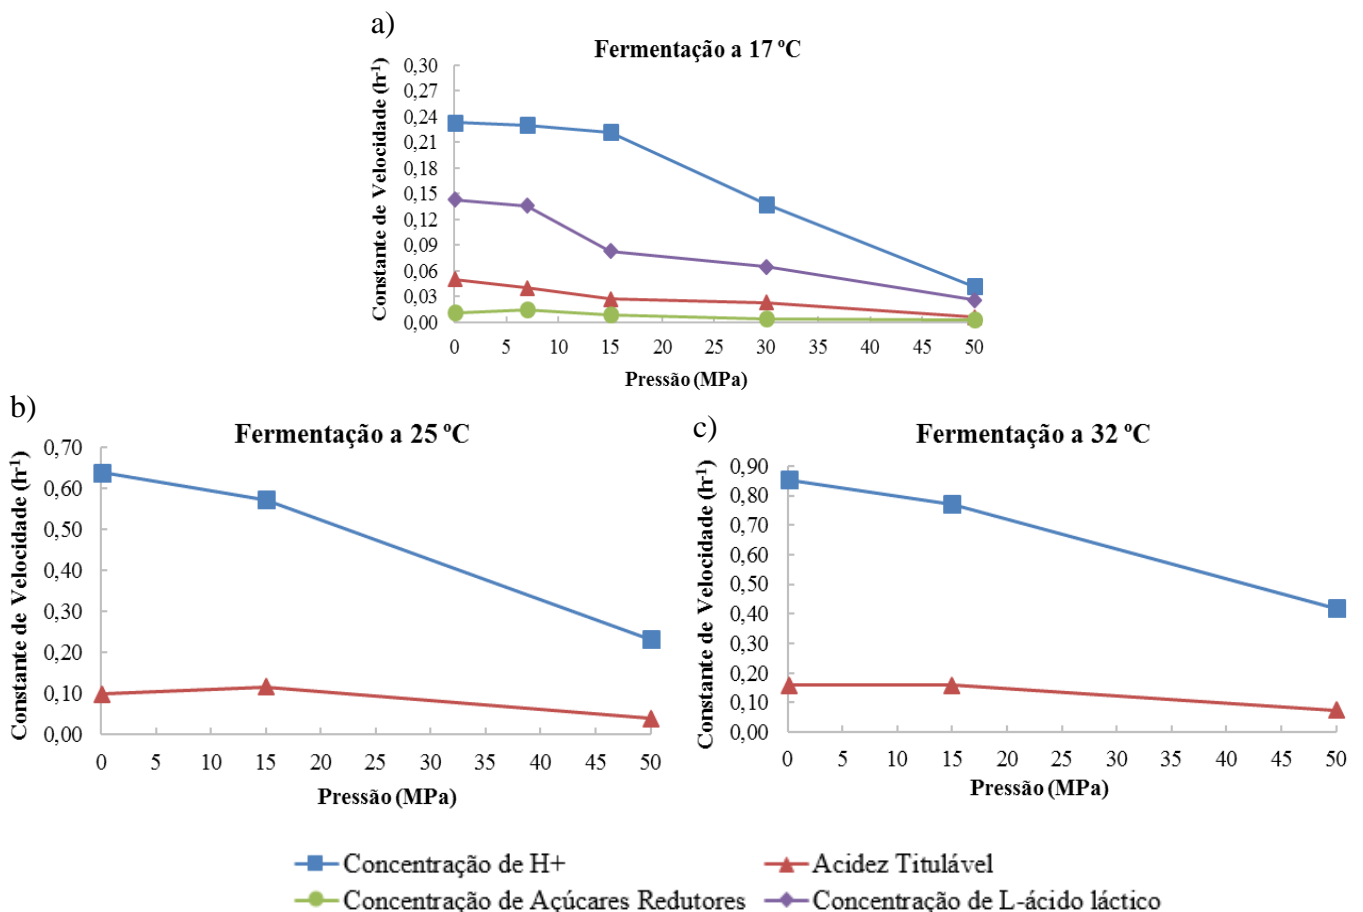 a)
Fermentação a 17 ºC
Constante de Velocidade (hr-1)
0,30
0,27
0,24
0,21
0,18
0,15
0,12
0,09
0,06
0,03
0,00
0 5 10 15 20 25 30 35 40 45 50
Pressão (MPa)
b)
Fermentação a 25 ºC
Constante de Velocidade (hr-1)
0,70
0,60
0,50
0,40
0,30
0,20
0,10
0,00
0 5 10 15 20 25 30 35 40 45 50
Pressão (MPa)
c)
Fermentação a 32 ºC
Constante de Velocidade (hr-1)
0,90
0,80
0,70
0,60
0,50
0,40
0,30
0,20
0,10
0,00
0 5 10 15 20 25 30 35 40 45 50
Pressão (MPa)
Concentração de H+ Acidez Titulável
Concentração de Açúcares Redutores Concentração de L-ácido láctico